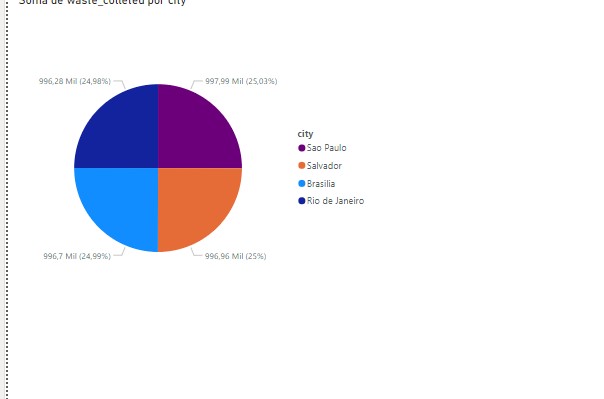 Soma de waste_colleted por city
996,28 Mil (24,98%)
997,99 Mil (25,03%)
city
Sao Paulo
Salvador
Brasilia
Rio de Janeiro
996,7 Mil (24,99%)
996,96 Mil (25%)